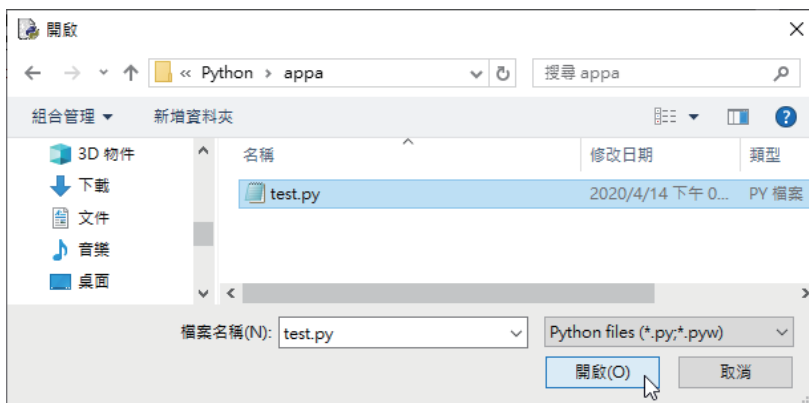 開啟
« Python › appa
搜尋 appa
組合管理
新增資料夾
名稱
修改日期
類型
3D 物件
下載
文件
音樂
桌面
test.py
2020/4/14 下午 0...
PY 檔案
檔案名稱(N):
test.py
Python files (*.py;*.pyw)
開啟(O)
取消